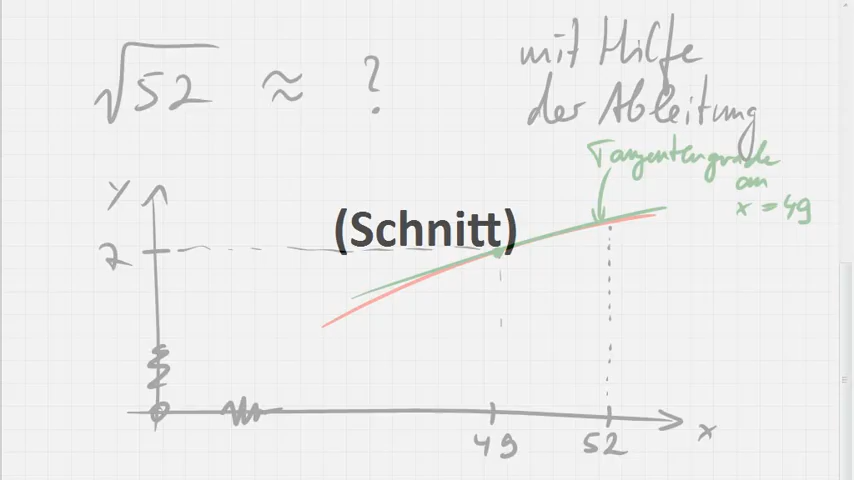 √52 ≈ ?
mit Hilfe
der Ableitung
Tangentengerade
am
x = 49
y
(Schnitt)
7
49
52
x